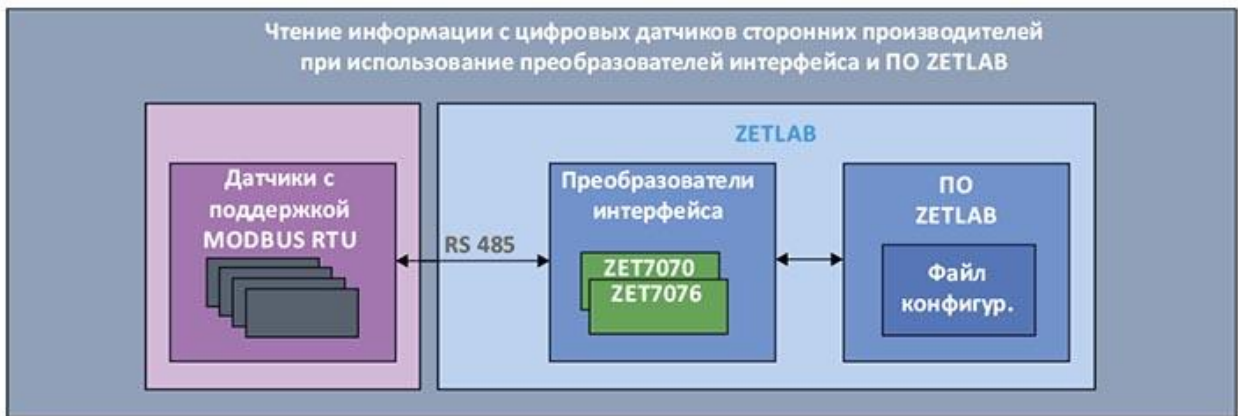 Чтение информации с цифровых датчиков сторонних производителей
при использование преобразователей интерфейса и ПО ZETLAB
ZETLAB
Датчики с
поддержкой
MODBUS RTU
RS 485
Преобразователи
интерфейса
ZET7070
ZET7076
ПО
ZETLAB
Файл
конфигур.